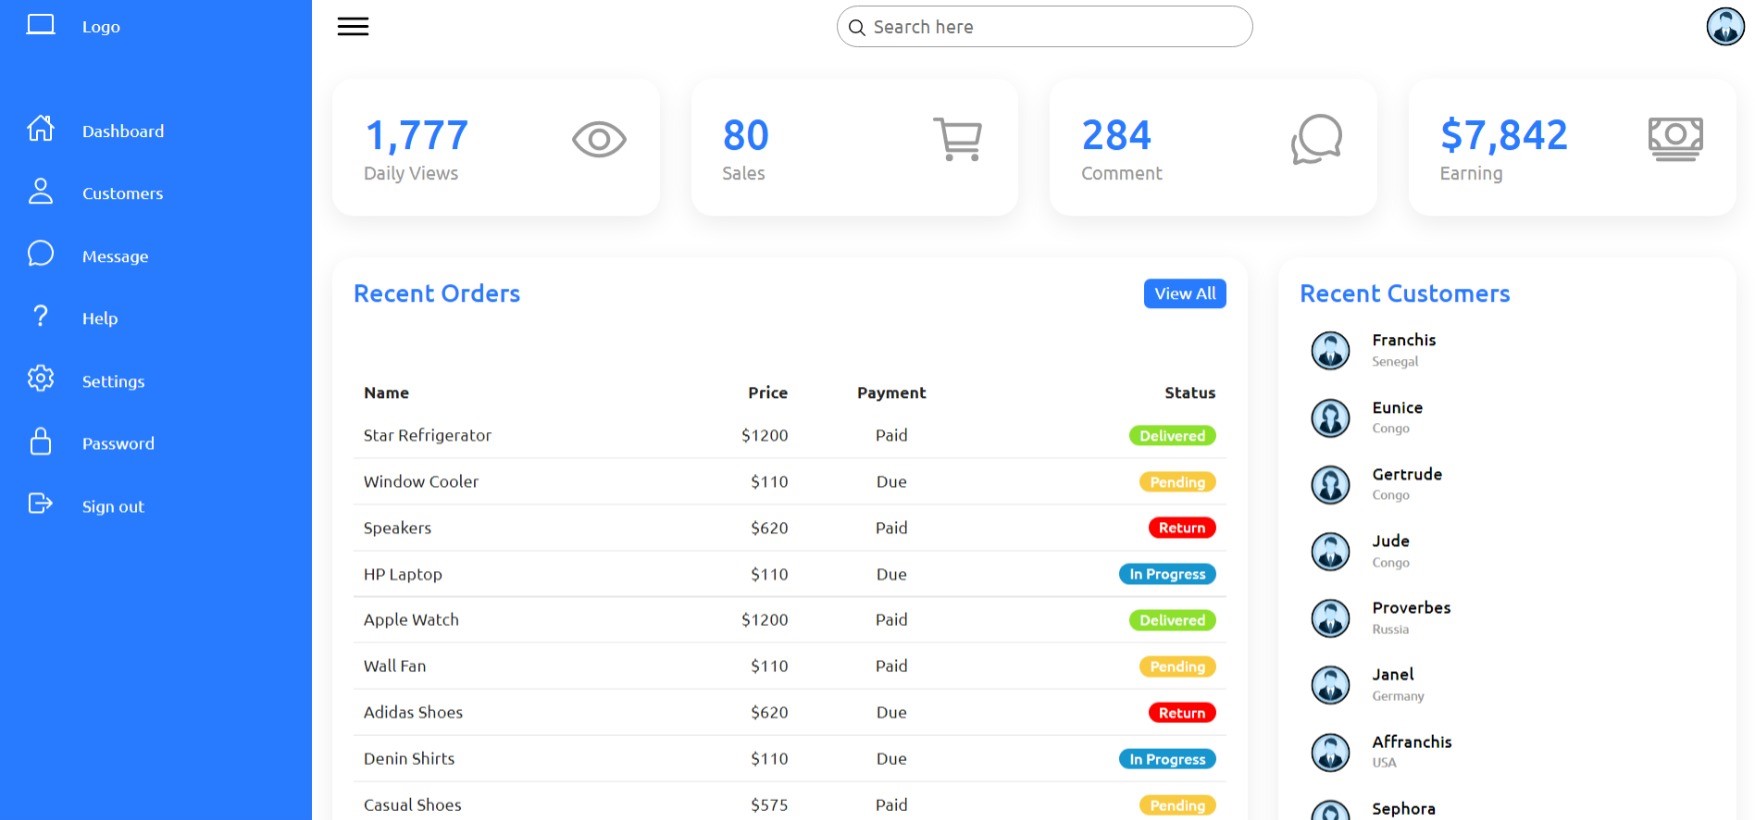 Logo
Dashboard
Customers
Message
Help
Settings
Password
Sign out
Search here
1,777
Daily Views
80
Sales
284
Comment
$7,842
Earning
Recent Orders
View All
Name Price Payment Status
Star Refrigerator $1200 Paid Delivered
Window Cooler $110 Due Pending
Speakers $620 Paid Return
HP Laptop $110 Due In Progress
Apple Watch $1200 Paid Delivered
Wall Fan $110 Paid Pending
Adidas Shoes $620 Due Return
Denin Shirts $110 Due In Progress
Casual Shoes $575 Paid Pending
Recent Customers
Franchis
Senegal
Eunice
Congo
Gertrude
Congo
Jude
Congo
Proverbes
Russia
Janel
Germany
Affranchis
USA
Sephora